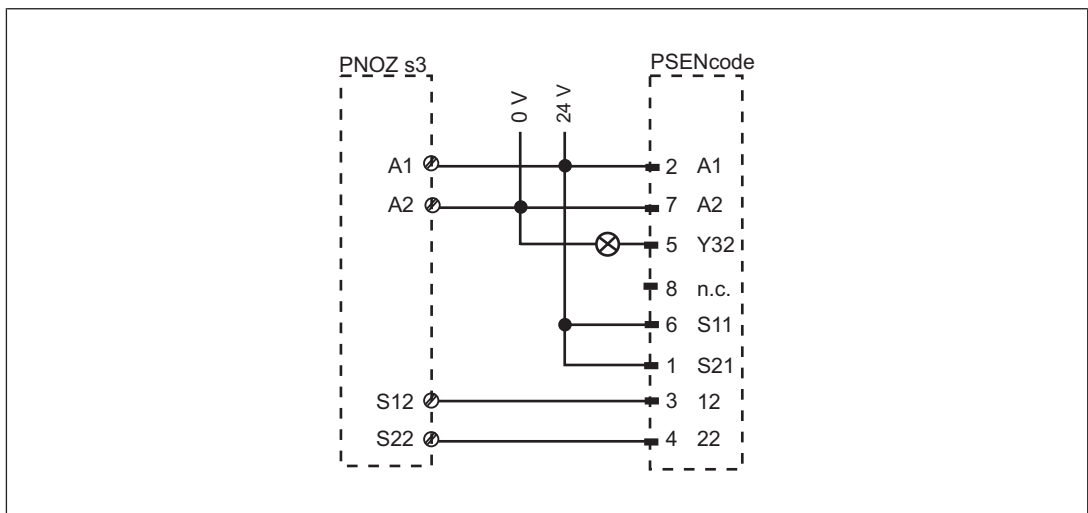 PNOZ s3
PSENcode
0 V
24 V
A1
2 A1
A2
7 A2
5 Y32
8 n.c.
6 S11
1 S21
S12
3 12
S22
4 22